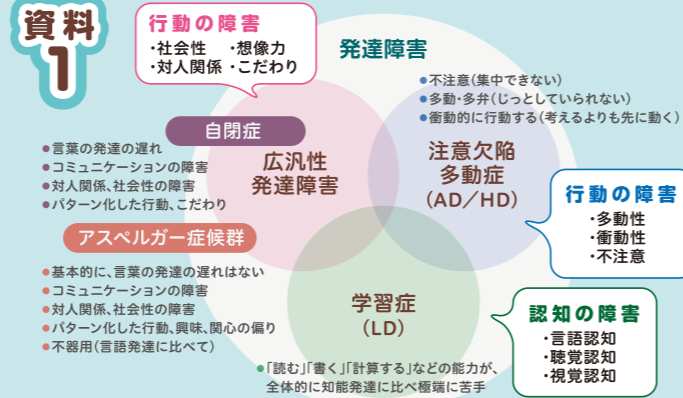 資料
1
行動の障害
・社会性 ・想像力
・対人関係 ・こだわり
発達障害
●不注意(集中できない)
●多動・多弁(じっとしていられない)
●衝動的に行動する(考えるよりも先に動く)
自閉症
●言葉の発達の遅れ
●コミュニケーションの障害
●対人関係、社会性の障害
●パターン化した行動、こだわり
広汎性
発達障害
注意欠陥
多動症
(AD/HD)
行動の障害
・多動性
・衝動性
・不注意
アスペルガー症候群
●基本的に、言葉の発達の遅れはない
●コミュニケーションの障害
●対人関係、社会性の障害
●パターン化した行動、興味、関心の偏り
●不器用(言語発達に比べて)
学習症
(LD)
認知の障害
・言語認知
・聴覚認知
・視覚認知
●「読む」「書く」「計算する」などの能力が、
全体的に知能発達に比べ極端に苦手